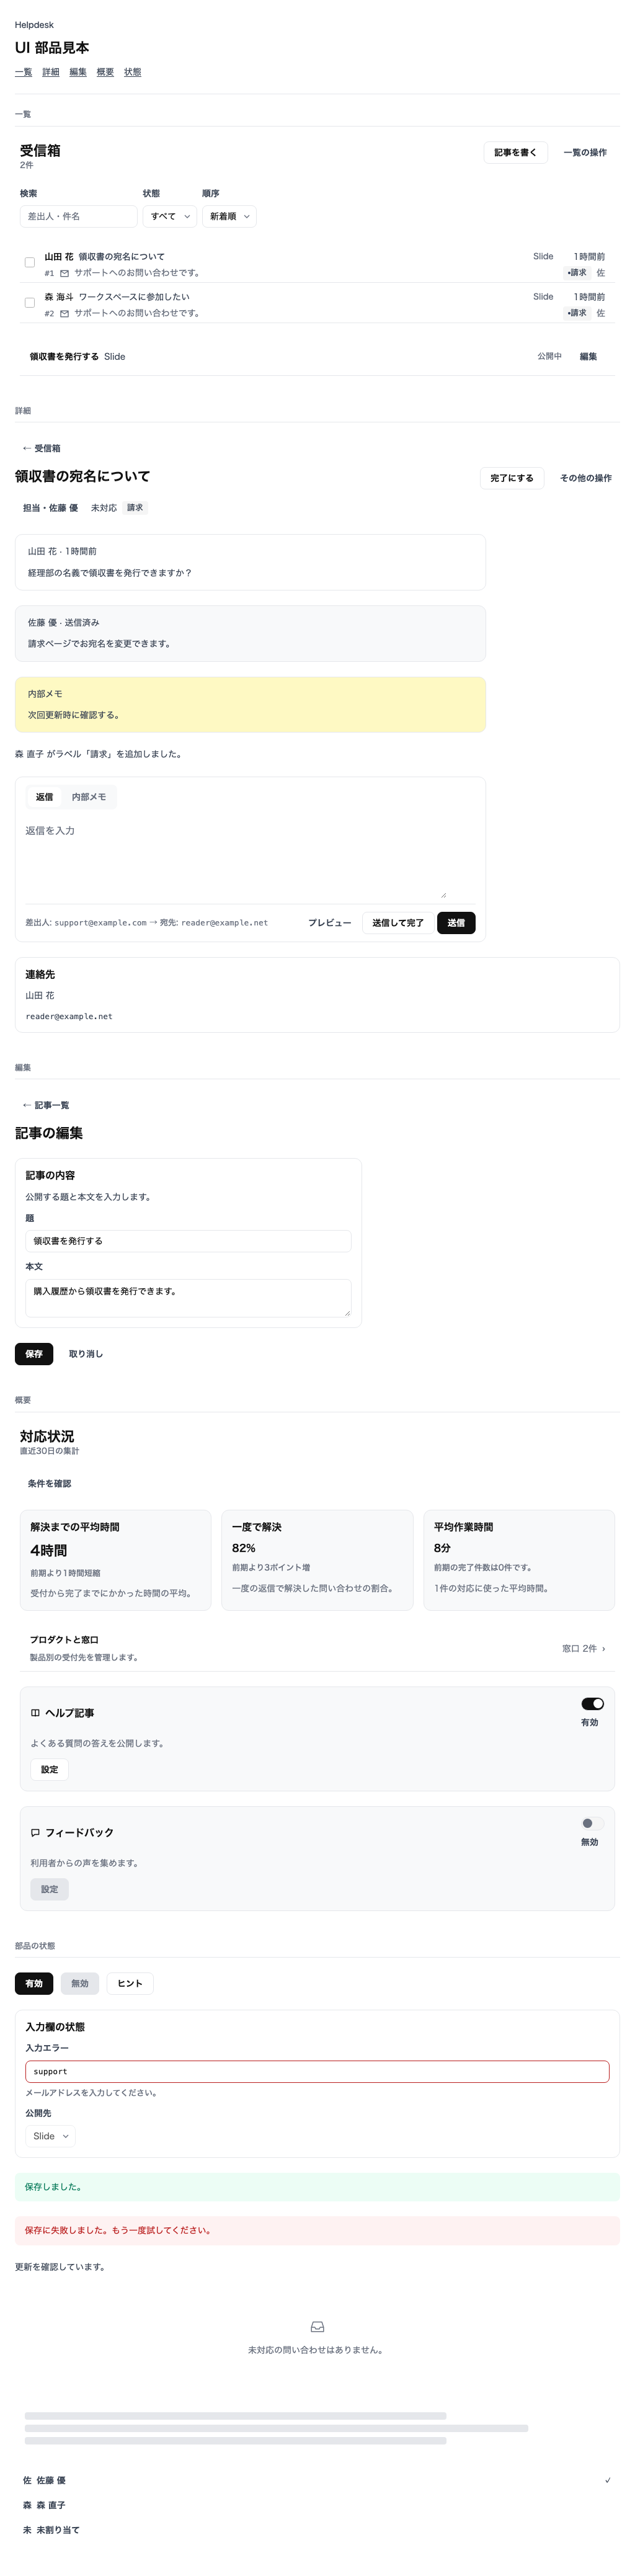 Helpdesk
UI 部品見本
一覧 詳細 編集 概要 状態
一覧
受信箱
2件
記事を書く 一覧の操作
検索 状態 順序
差出人・件名 すべて 新着順
山田 花 領収書の宛名について Slide 1時間前
#1 サポートへのお問い合わせです。 •請求 佐
森 海斗 ワークスペースに参加したい Slide 1時間前
#2 サポートへのお問い合わせです。 •請求 佐
領収書を発行する Slide 公開中 編集
詳細
← 受信箱
領収書の宛名について 完了にする その他の操作
担当・佐藤 優 未対応 請求
山田 花 · 1時間前
経理部の名義で領収書を発行できますか？
佐藤 優 · 送信済み
請求ページでお宛名を変更できます。
内部メモ
次回更新時に確認する。
森 直子 がラベル「請求」を追加しました。
返信 内部メモ
返信を入力
差出人: support@example.com → 宛先: reader@example.net プレビュー 送信して完了 送信
連絡先
山田 花
reader@example.net
編集
← 記事一覧
記事の編集
記事の内容
公開する題と本文を入力します。
題
領収書を発行する
本文
購入履歴から領収書を発行できます。
保存 取り消し
概要
対応状況
直近30日の集計
条件を確認
解決までの平均時間
4時間
前期より1時間短縮
受付から完了までにかかった時間の平均。
一度で解決
82%
前期より3ポイント増
一度の返信で解決した問い合わせの割合。
平均作業時間
8分
前期の完了件数は0件です。
1件の対応に使った平均時間。
プロダクトと窓口
製品別の受付先を管理します。
窓口 2件 ›
ヘルプ記事
有効
よくある質問の答えを公開します。
設定
フィードバック
無効
利用者からの声を集めます。
設定
部品の状態
有効 無効 ヒント
入力欄の状態
入力エラー
support
メールアドレスを入力してください。
公開先
Slide
保存しました。
保存に失敗しました。もう一度試してください。
更新を確認しています。
未対応の問い合わせはありません。
佐 佐藤 優 ✓
森 森 直子
未 未割り当て